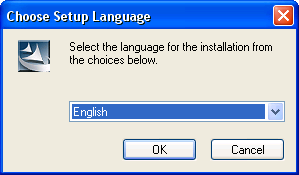 Choose Setup Language
Select the language for the installation from
the choices below.
English
OK
Cancel